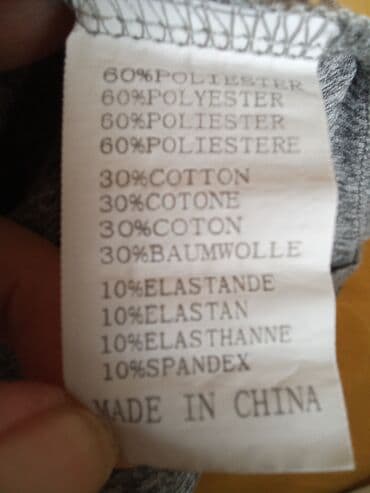 60%POLIESTER
60%POLYESTER
60%POLIESTER
60%POLIESTERE
30%COTTON
30%COTONE
30%COTON
30%BAUMWOLLE
10%ELASTANDE
10%ELASTAN
10%ELASTHANNE
10%SPANDEX
MADE IN CHINA